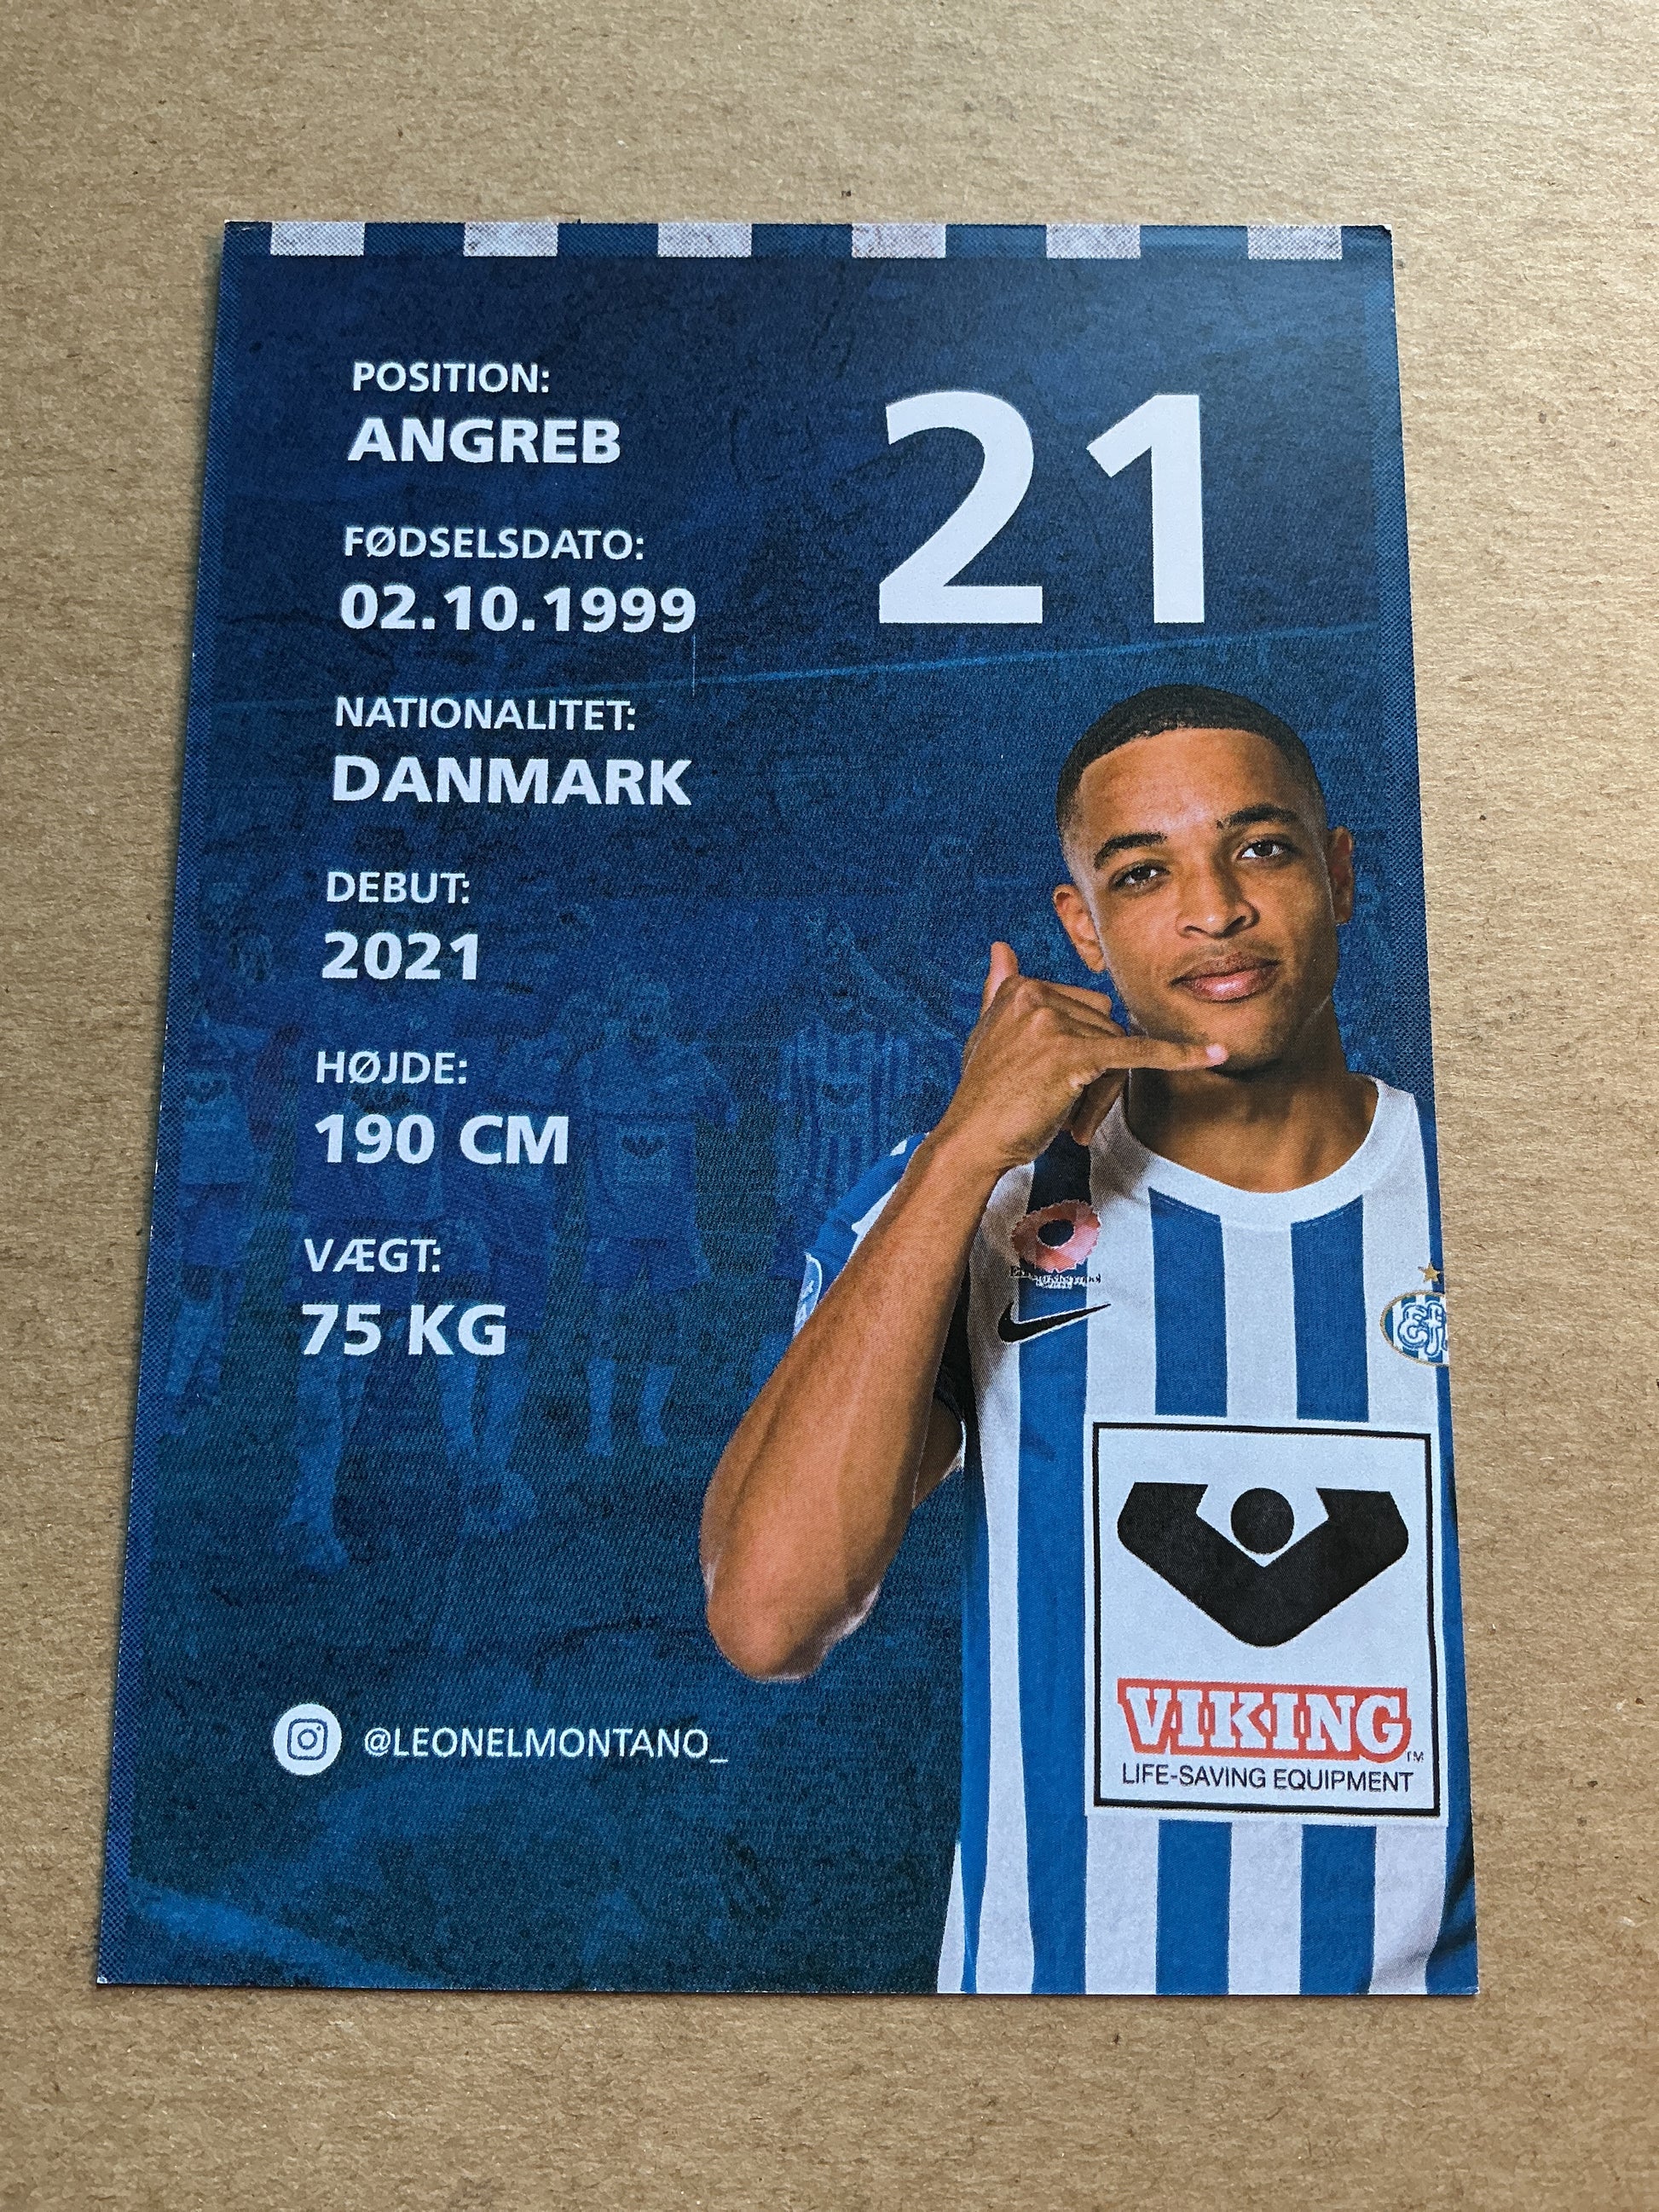 POSITION:
ANGREB
21
FØDSELSDATO:
02.10.1999
NATIONALITET:
DANMARK
DEBUT:
2021
HØJDE:
190 CM
VÆGT:
75 KG
@LEONELMONTANO_
VIKING
TM
LIFE-SAVING EQUIPMENT